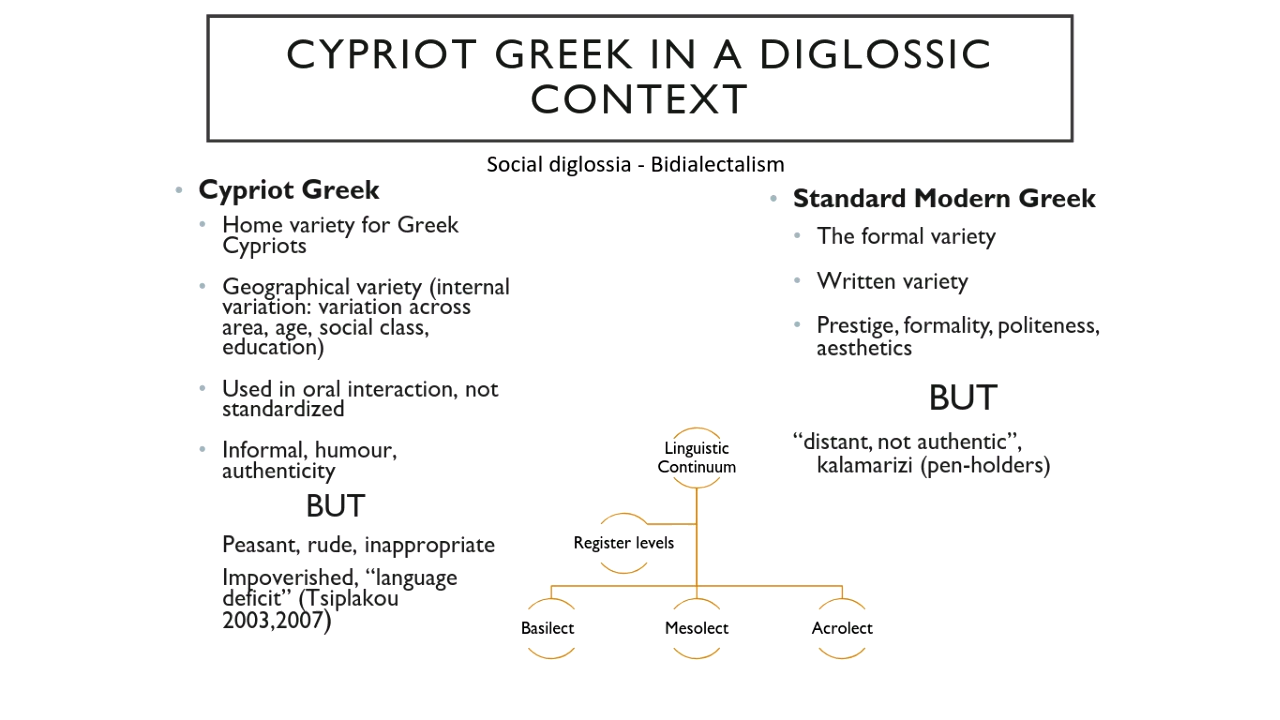 CYPRIOT GREEK IN A DIGLOSSIC
CONTEXT
Social diglossia - Bidialectalism
• Cypriot Greek
• Home variety for Greek
Cypriots
• Geographical variety (internal
variation: variation across
area, age, social class,
education)
• Used in oral interaction, not
standardized
• Informal, humour,
authenticity
BUT
Peasant, rude, inappropriate
Impoverished, “language
deficit” (Tsiplakou
2003,2007)
• Standard Modern Greek
• The formal variety
• Written variety
• Prestige, formality, politeness,
aesthetics
BUT
“distant, not authentic”,
kalamarizi (pen-holders)
Linguistic
Continuum
Register levels
Basilect
Mesolect
Acrolect